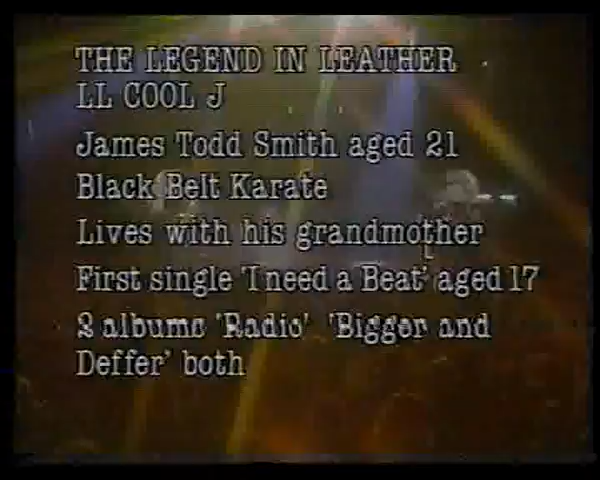 THE LEGEND IN LEATHER
LL COOL J
James Todd Smith aged 21
Black Belt Karate
Lives with his grandmother
First single 'I need a Beat' aged 17
2 albums 'Radio' 'Bigger and
Deffer' both